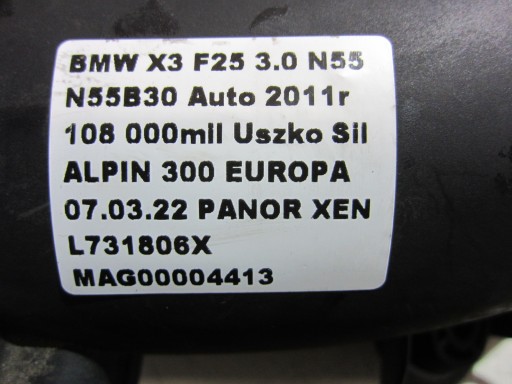 BMW X3 F25 3.0 N55
N55B30 Auto 2011r
108 000mil Uszko Sil
ALPIN 300 EUROPA
07.03.22 PANOR XEN
L731806X
MAG00004413